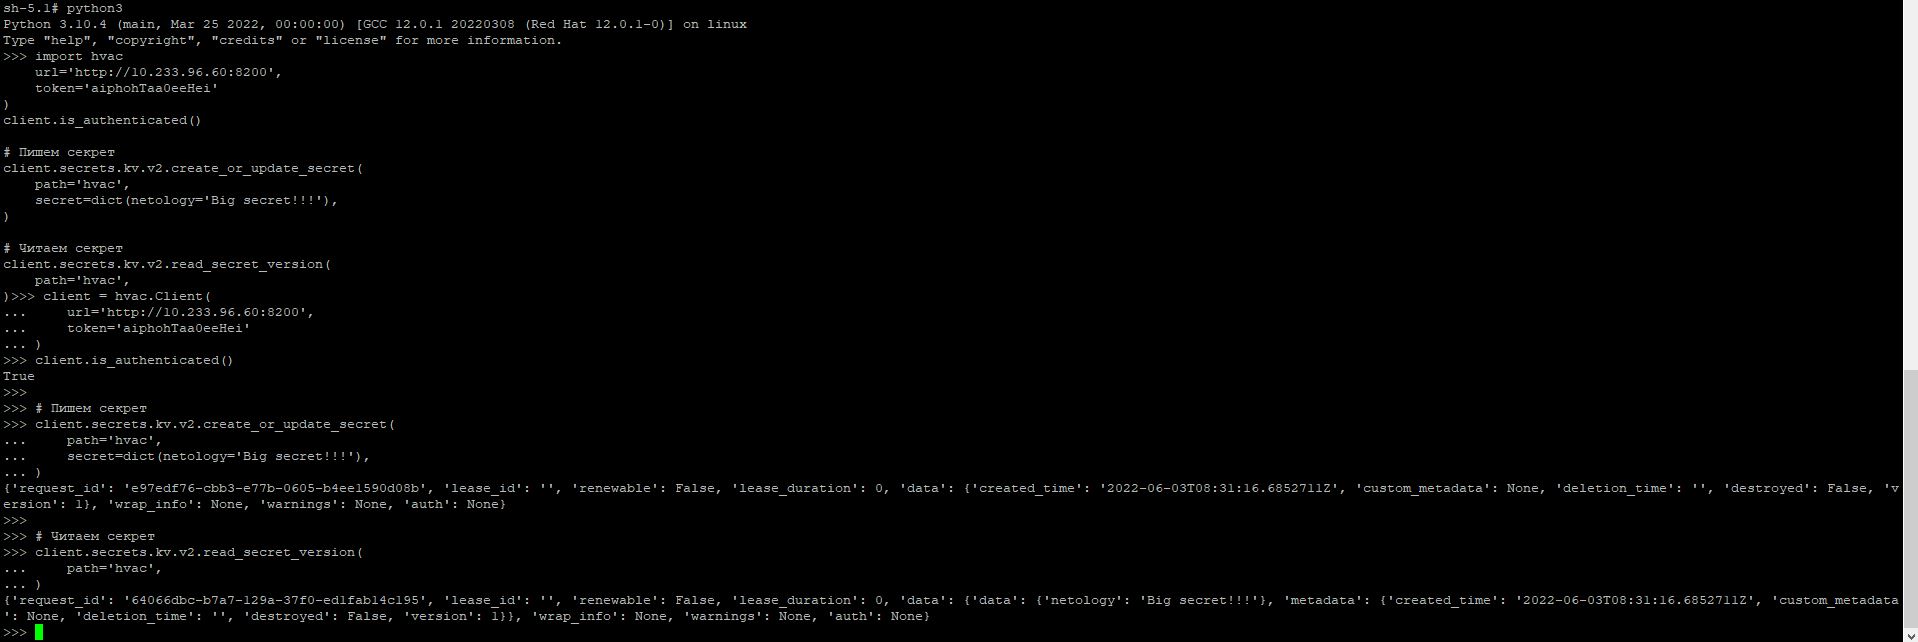 sh-5.1# python3
Python 3.10.4 (main, Mar 25 2022, 00:00:00) [GCC 12.0.1 20220308 (Red Hat 12.0.1-0)] on linux
Type "help", "copyright", "credits" or "license" for more information.
>>> import hvac
    url='http://10.233.96.60:8200',
    token='aiphohTaa0eeHei'
)
client.is_authenticated()

# Пишем секрет
client.secrets.kv.v2.create_or_update_secret(
    path='hvac',
    secret=dict(netology='Big secret!!!'),
)

# Читаем секрет
client.secrets.kv.v2.read_secret_version(
    path='hvac',
)>>> client = hvac.Client(
...     url='http://10.233.96.60:8200',
...     token='aiphohTaa0eeHei'
... )
>>> client.is_authenticated()
True
>>>
>>> # Пишем секрет
>>> client.secrets.kv.v2.create_or_update_secret(
...     path='hvac',
...     secret=dict(netology='Big secret!!!'),
... )
{'request_id': 'e97edf76-cbb3-e77b-0605-b4ee1590d08b', 'lease_id': '', 'renewable': False, 'lease_duration': 0, 'data': {'created_time': '2022-06-03T08:31:16.6852711Z', 'custom_metadata': None, 'deletion_time': '', 'destroyed': False, 'v
ersion': 1}, 'wrap_info': None, 'warnings': None, 'auth': None}
>>>
>>> # Читаем секрет
>>> client.secrets.kv.v2.read_secret_version(
...     path='hvac',
... )
{'request_id': '64066dbc-b7a7-129a-37f0-ed1fab14c195', 'lease_id': '', 'renewable': False, 'lease_duration': 0, 'data': {'data': {'netology': 'Big secret!!!'}, 'metadata': {'created_time': '2022-06-03T08:31:16.6852711Z', 'custom_metadata
': None, 'deletion_time': '', 'destroyed': False, 'version': 1}}, 'wrap_info': None, 'warnings': None, 'auth': None}
>>>